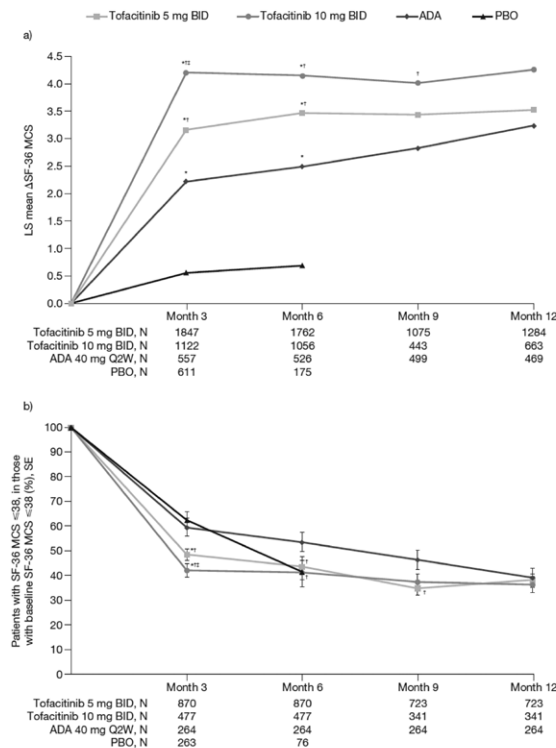 Tofacitinib 5 mg BID Tofacitinib 10 mg BID ADA PBO
a)
LS mean ΔSF-36 MCS
4.5
4.0
3.5
3.0
2.5
2.0
1.5
1.0
0.5
0.0
*†‡
*†
†
*†
*†
*
*
Month 3 Month 6 Month 9 Month 12
Tofacitinib 5 mg BID, N 1847 1762 1075 1284
Tofacitinib 10 mg BID, N 1122 1056 443 663
ADA 40 mg Q2W, N 557 526 499 469
PBO, N 611 175
b)
Patients with SF-36 MCS ≤38, in those
with baseline SF-36 MCS ≤38 (%), SE
100
90
80
70
60
50
40
30
20
10
0
*†
*†‡
†
†
†
Month 3 Month 6 Month 9 Month 12
Tofacitinib 5 mg BID, N 870 870 723 723
Tofacitinib 10 mg BID, N 477 477 341 341
ADA 40 mg Q2W, N 264 264 264 264
PBO, N 263 76